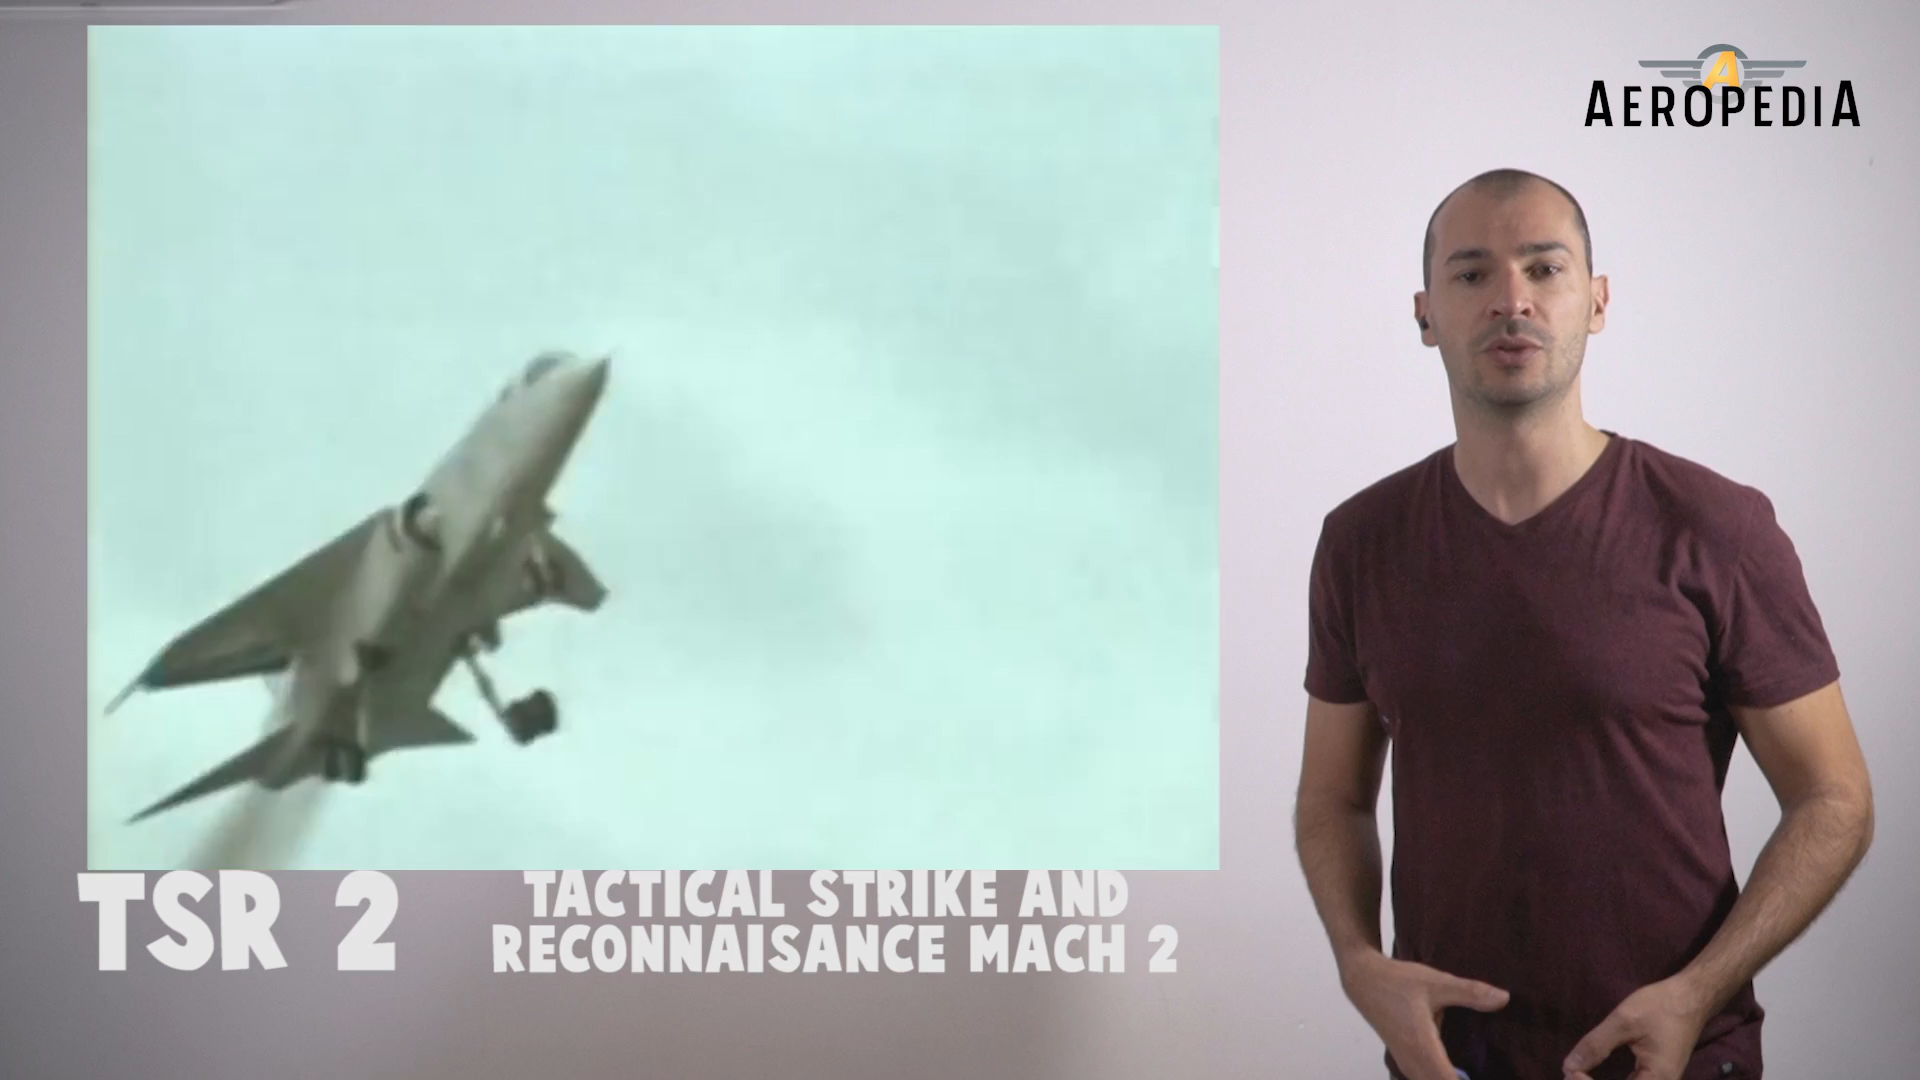 AEROPEDIA
TSR 2
TACTICAL STRIKE AND
RECONNAISANCE MACH 2